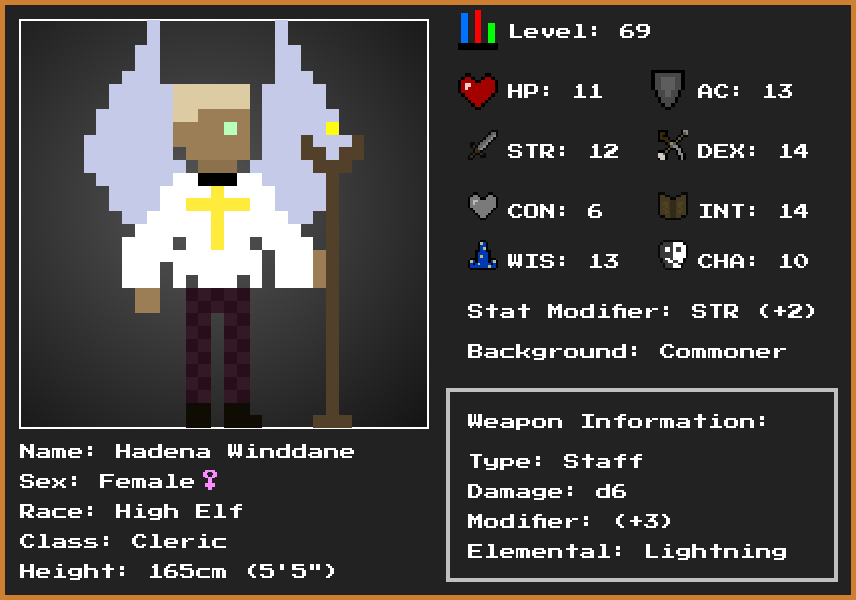 Level: 69
HP: 11
AC: 13
STR: 12
DEX: 14
CON: 6
INT: 14
WIS: 13
CHA: 10
Stat Modifier: STR (+2)
Background: Commoner
Weapon Information:
Type: Staff
Damage: d6
Modifier: (+3)
Elemental: Lightning
Name: Hadena Winddane
Sex: Female♀
Race: High Elf
Class: Cleric
Height: 165cm (5'5")